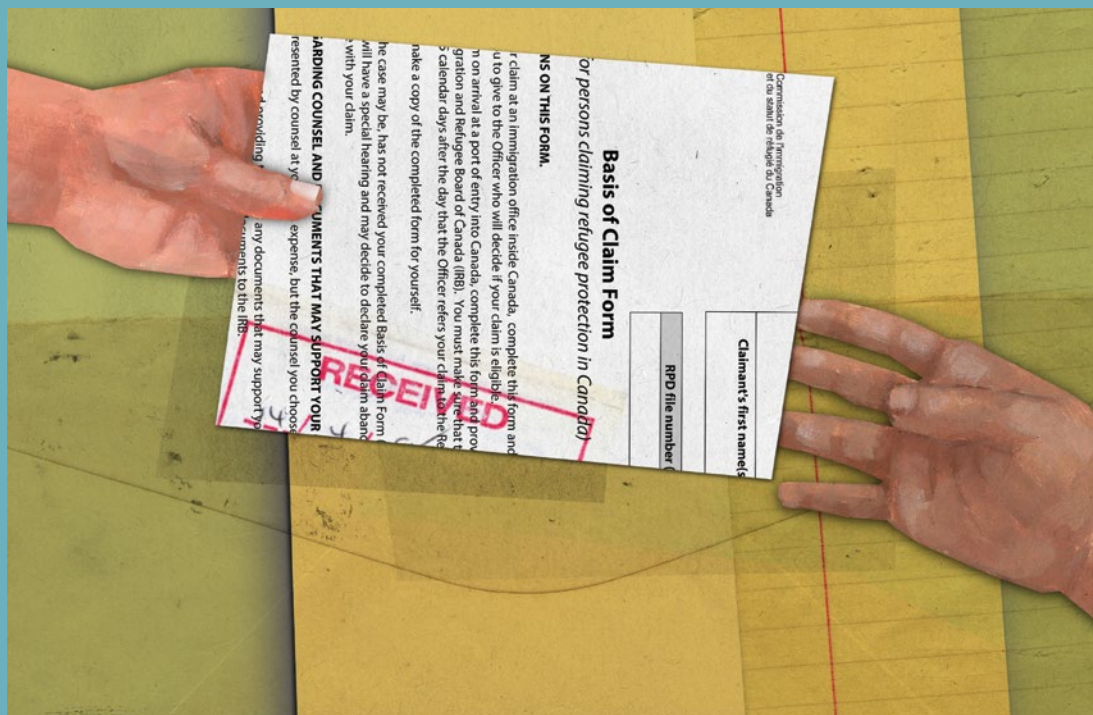 Commission de l'immigration
et du statut de réfugié du Canada
Claimant's first name(s
RPD file number (
Basis of Claim Form
or persons claiming refugee protection in Canada)
NS ON THIS FORM.
r claim at an immigration office inside Canada, complete this form and
u to give to the Officer who will decide if your claim is eligible.
m on arrival at a port of entry into Canada, complete this form and prov
gration and Refugee Board of Canada (IRB). You must make sure that t
5 calendar days after the day that the Officer refers your claim to the Re
make a copy of the completed form for yourself.
he case may be, has not received your completed Basis of Claim Form
will have a special hearing and may decide to declare your claim aband
e with your claim.
GARDING COUNSEL AND UMENTS THAT MAY SUPPORT YOUR
resented by counsel at yo expense, but the counsel you choose
d providing any documents that may support yo
cuments to the IRB.
RECEIVED